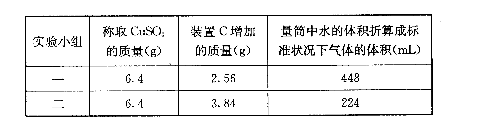 实验小组 称取 CuSO₄的质量(g) 装置 C 增加的质量(g) 量筒中水的体积折算成标准状况下气体的体积(mL)
一 6.4 2.56 448
二 6.4 3.84 224